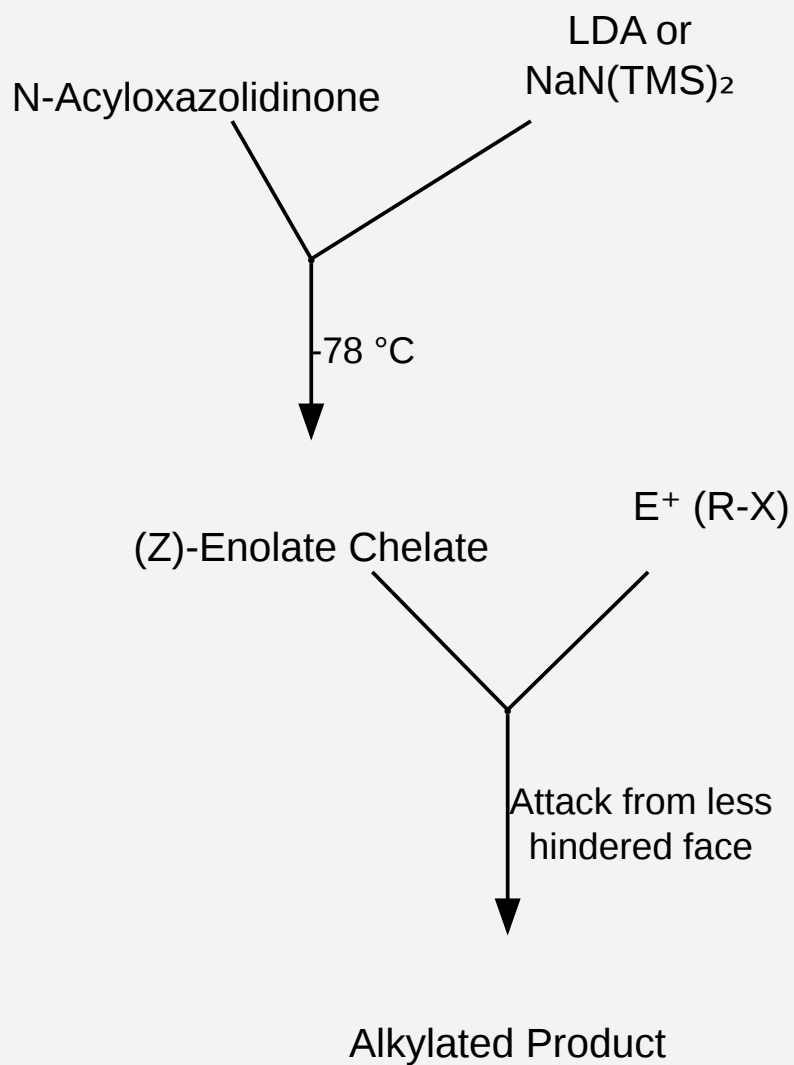 LDA or
NaN(TMS)₂
N-Acyloxazolidinone
-78 °C
E⁺ (R-X)
(Z)-Enolate Chelate
Attack from less
hindered face
Alkylated Product